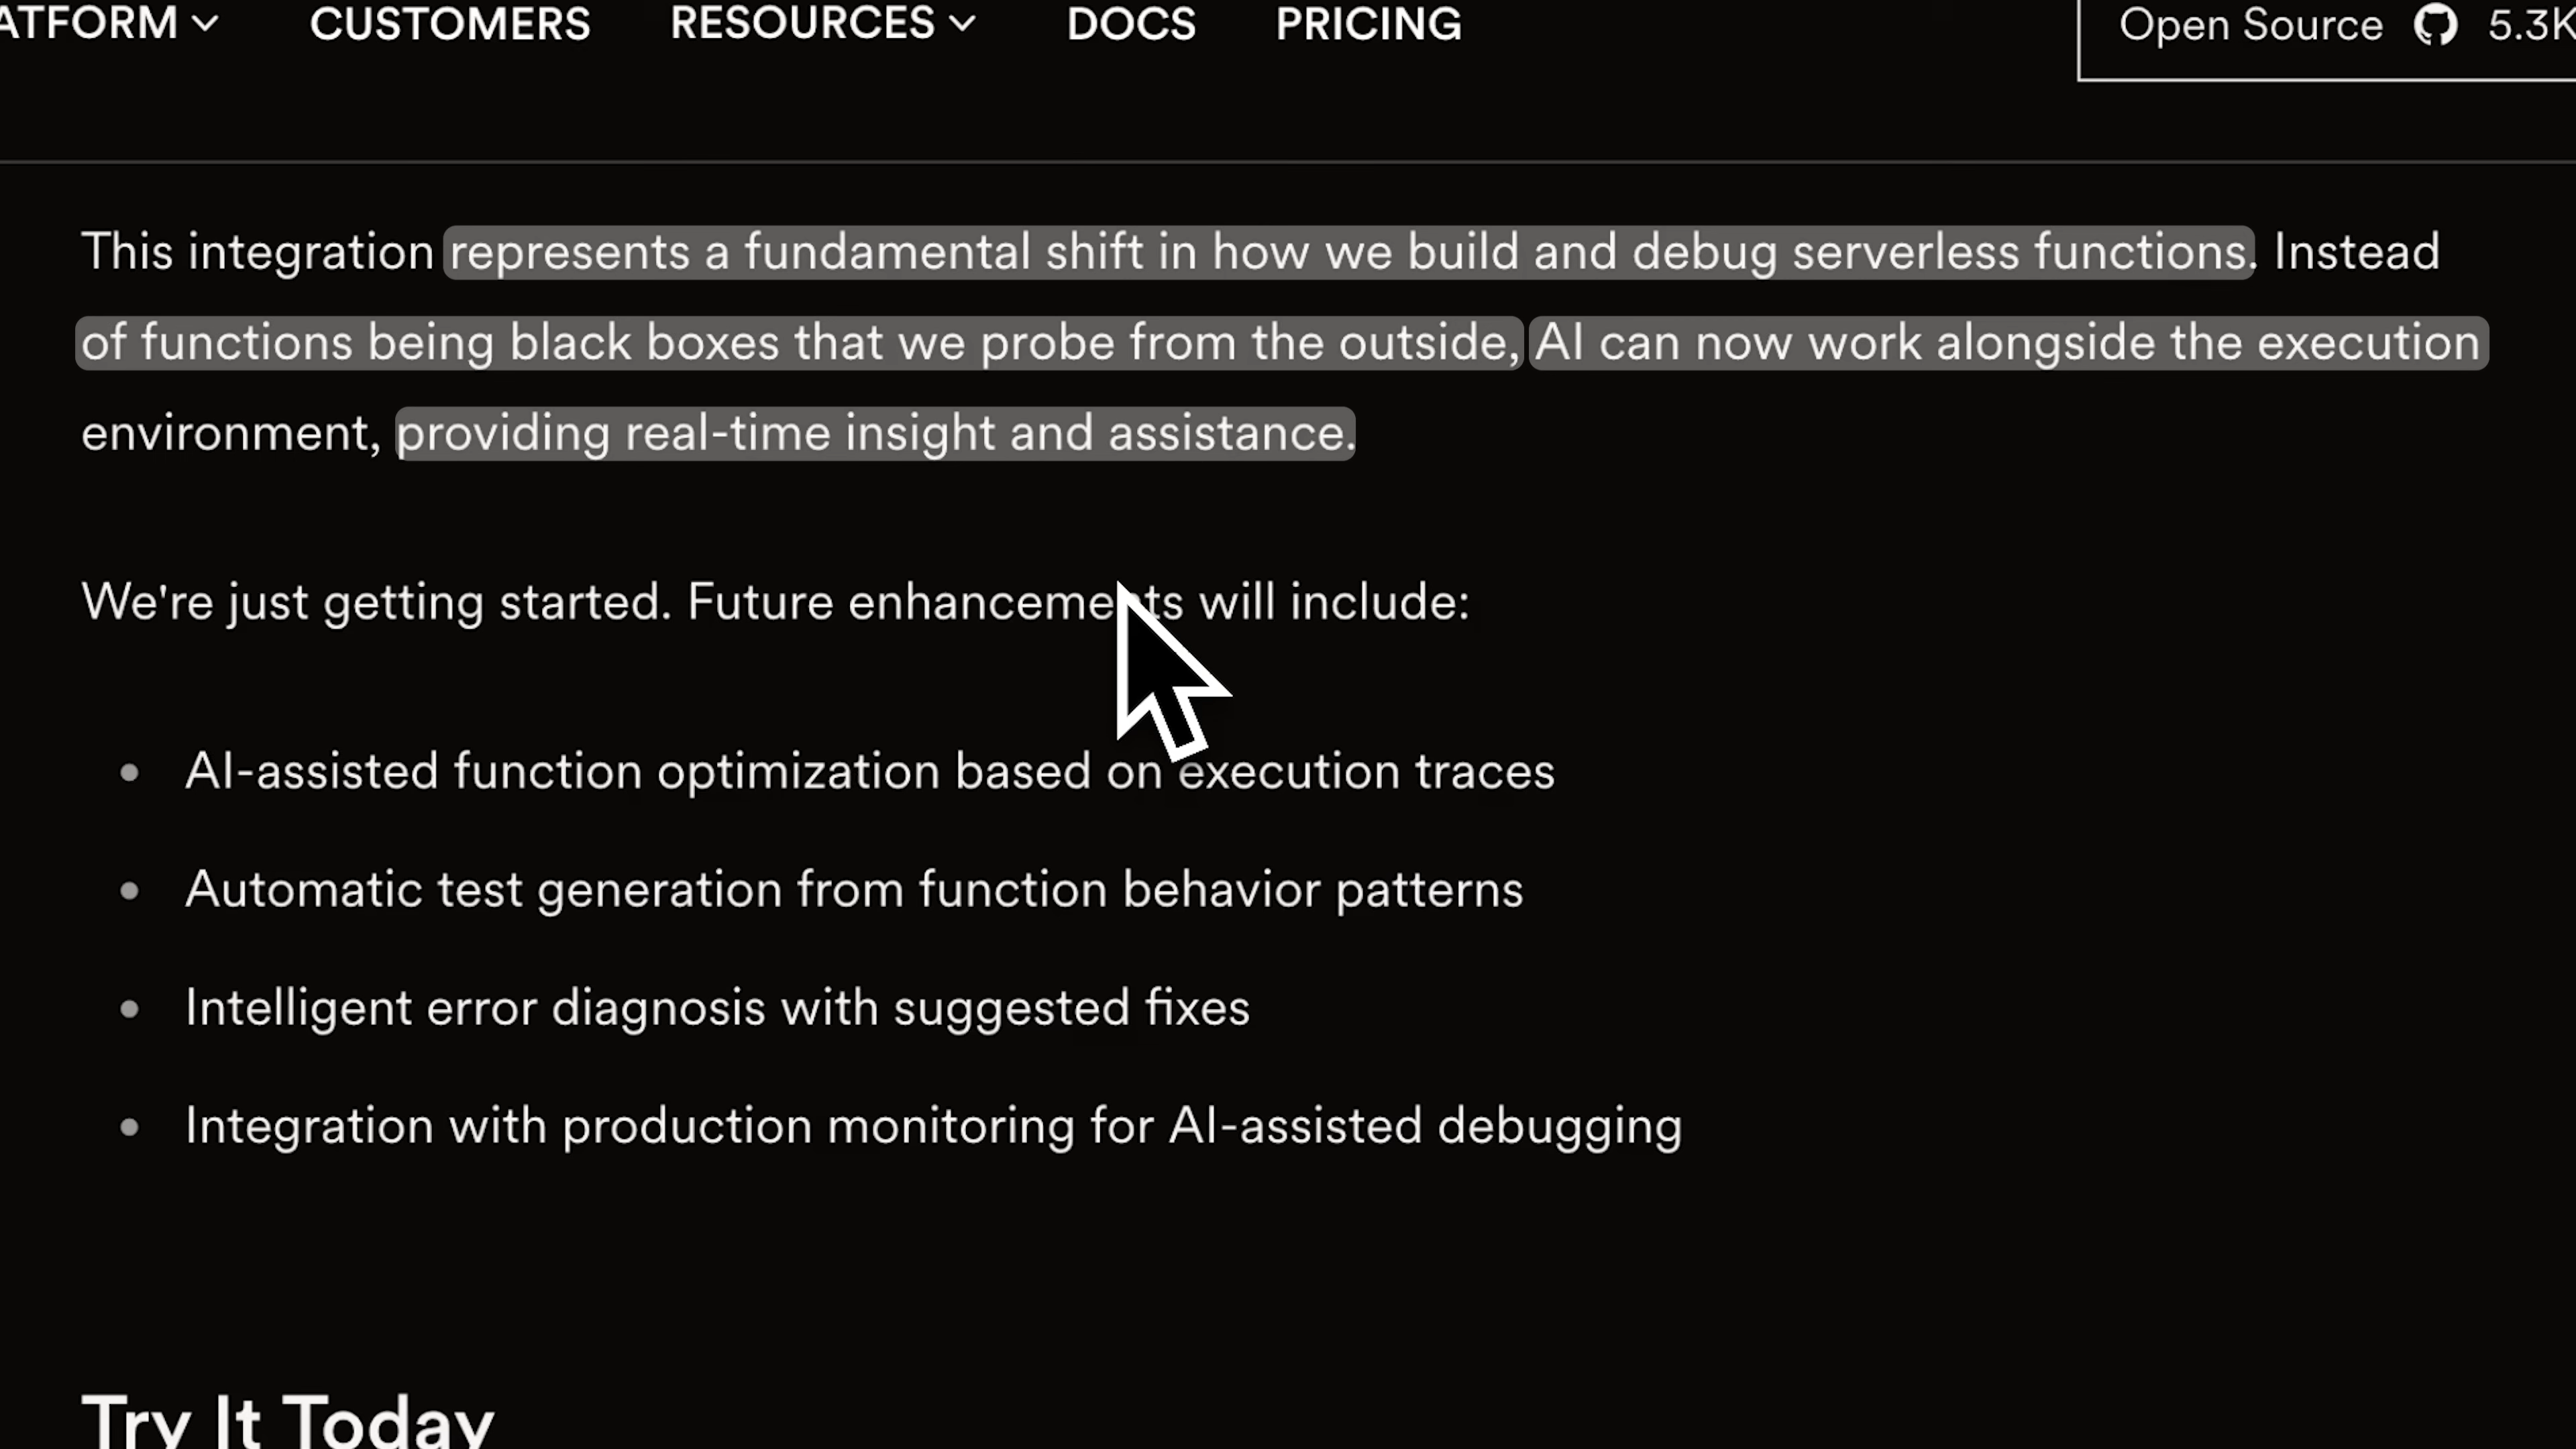 ATFORM
CUSTOMERS
RESOURCES
DOCS
PRICING
Open Source 5.3K
This integration represents a fundamental shift in how we build and debug serverless functions. Instead
of functions being black boxes that we probe from the outside, AI can now work alongside the execution
environment, providing real-time insight and assistance.
We're just getting started. Future enhancements will include:
AI-assisted function optimization based on execution traces
Automatic test generation from function behavior patterns
Intelligent error diagnosis with suggested fixes
Integration with production monitoring for AI-assisted debugging
Try It Today